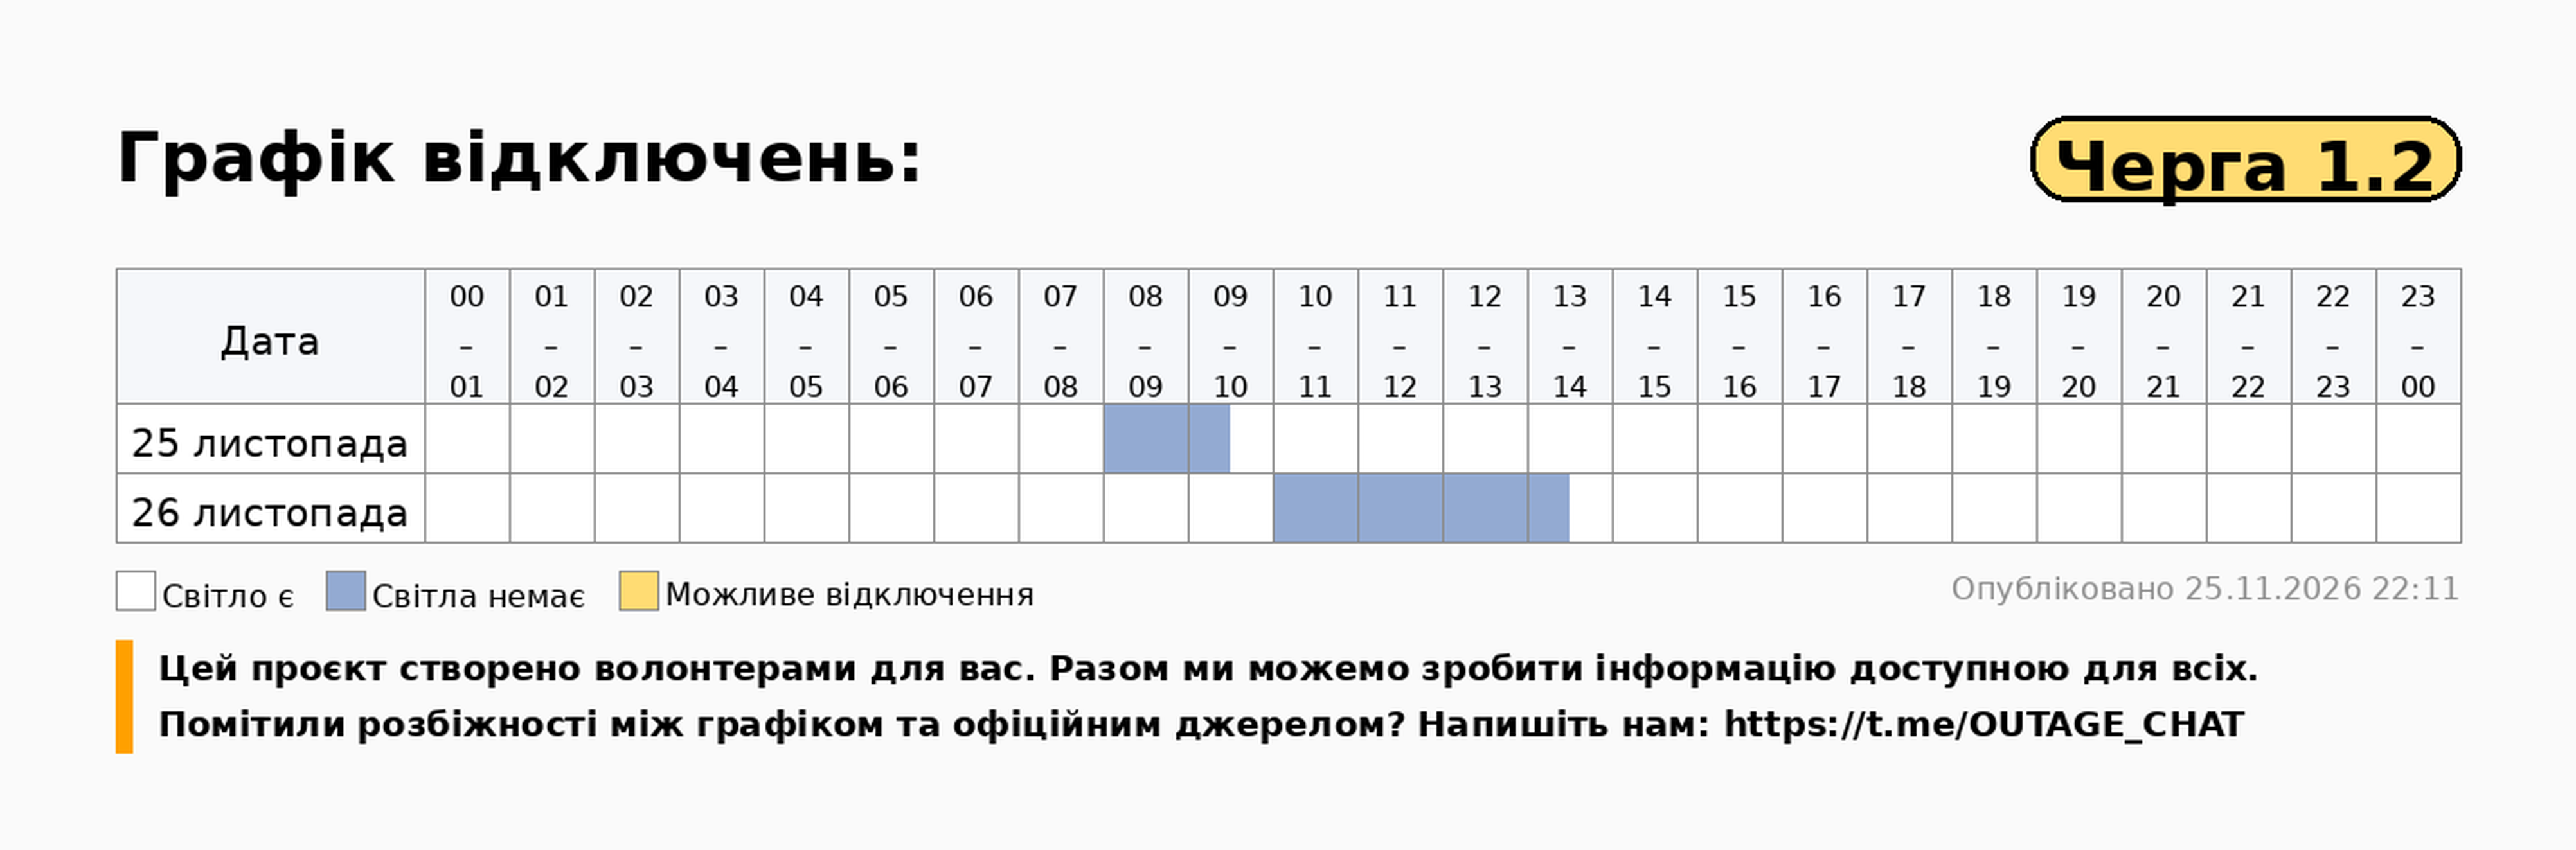 Графік відключень:
Черга 1.2
Дата
00 – 01
01 – 02
02 – 03
03 – 04
04 – 05
05 – 06
06 – 07
07 – 08
08 – 09
09 – 10
10 – 11
11 – 12
12 – 13
13 – 14
14 – 15
15 – 16
16 – 17
17 – 18
18 – 19
19 – 20
20 – 21
21 – 22
22 – 23
23 – 00
25 листопада
26 листопада
Світло є
Світла немає
Можливе відключення
Опубліковано 25.11.2026 22:11
Цей проєкт створено волонтерами для вас. Разом ми можемо зробити інформацію доступною для всіх.
Помітили розбіжності між графіком та офіційним джерелом? Напишіть нам: https://t.me/OUTAGE_CHAT